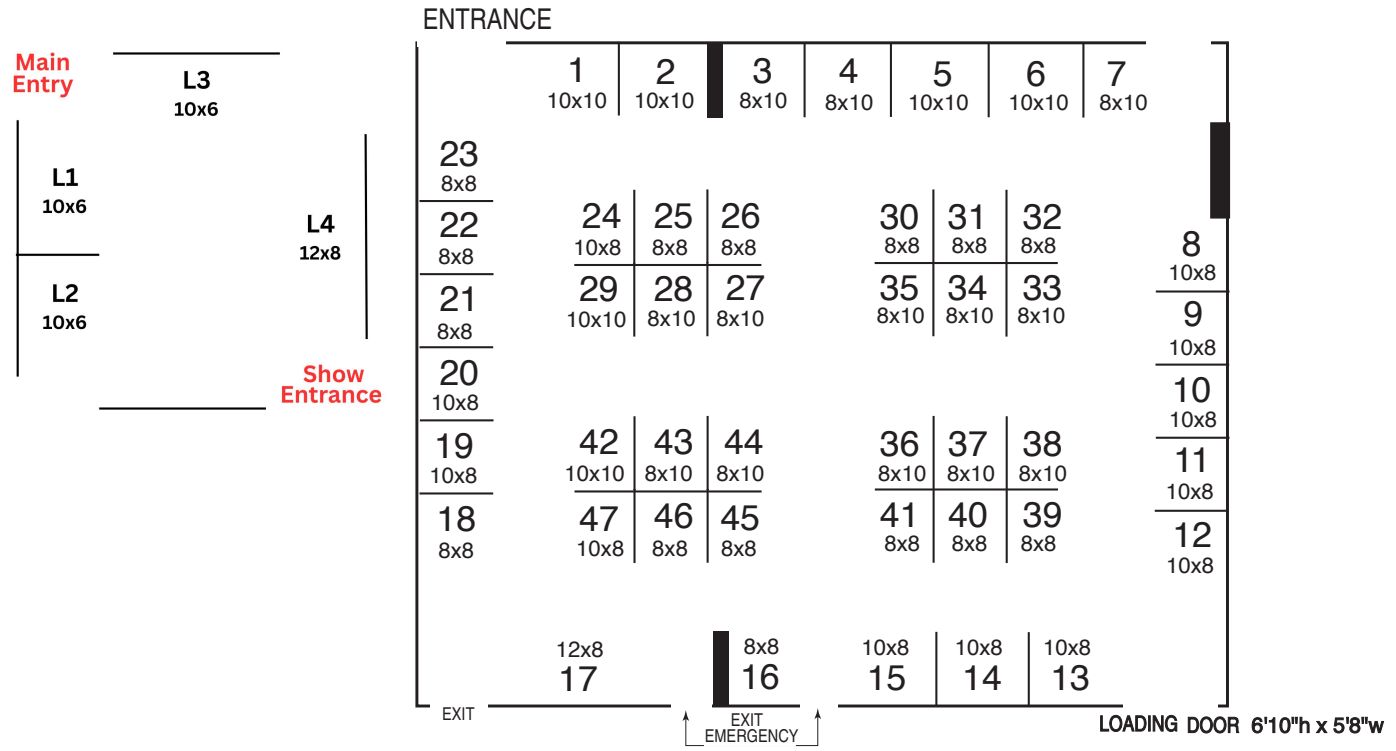 ENTRANCE
Main
Entry
L3
10x6
L1
10x6
L2
10x6
L4
12x8
Show
Entrance
1
10x10
2
10x10
3
8x10
4
8x10
5
10x10
6
10x10
7
8x10
23
8x8
22
8x8
21
8x8
20
10x8
19
10x8
18
8x8
24
10x8
25
8x8
26
8x8
29
10x10
28
8x10
27
8x10
30
8x8
31
8x8
32
8x8
35
8x10
34
8x10
33
8x10
8
10x8
9
10x8
10
10x8
11
10x8
12
10x8
42
10x10
43
8x10
44
8x10
47
10x8
46
8x8
45
8x8
36
8x10
37
8x10
38
8x10
41
8x8
40
8x8
39
8x8
12x8
17
8x8
16
10x8
15
10x8
14
10x8
13
EXIT
EXIT
EMERGENCY
LOADING DOOR 6'10"h x 5'8"w